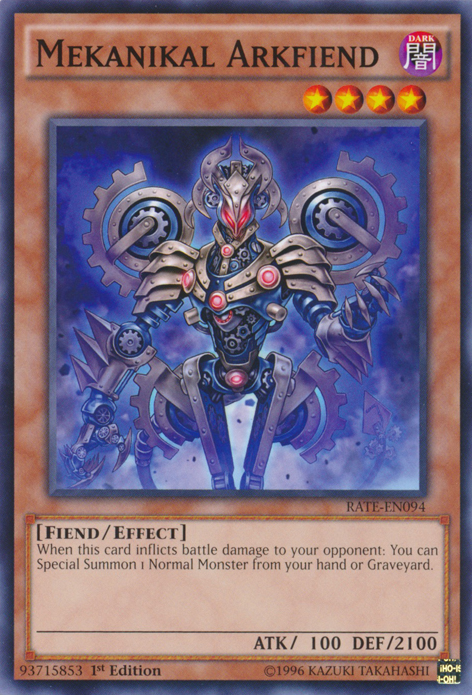 Mekanikal Arkfiend
DARK
闇
RATE-EN094
[Fiend/Effect]
When this card inflicts battle damage to your opponent: You can
Special Summon 1 Normal Monster from your hand or Graveyard.
ATK/ 100 DEF/2100
93715853 1st Edition ©1996 KAZUKI TAKAHASHI